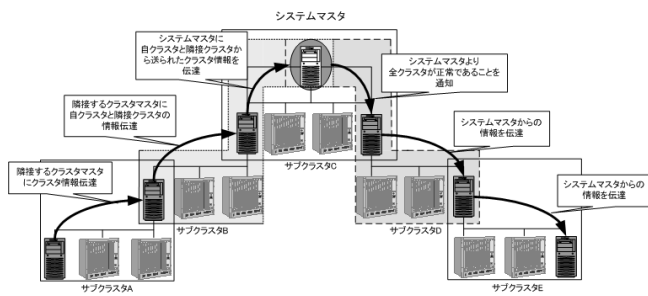 システムマスタ
システムマスタに
自クラスタと隣接クラスタか
ら送られたクラスタ情報を
伝達
システムマスタより
全クラスタが正常であることを
通知
隣接するクラスタマスタに
自クラスタと隣接クラスタの
情報伝達
システムマスタからの
情報を伝達
サブクラスタC
隣接するクラスタマスタ
にクラスタ情報伝達
システムマスタからの
情報を伝達
サブクラスタB
サブクラスタD
サブクラスタA
サブクラスタE